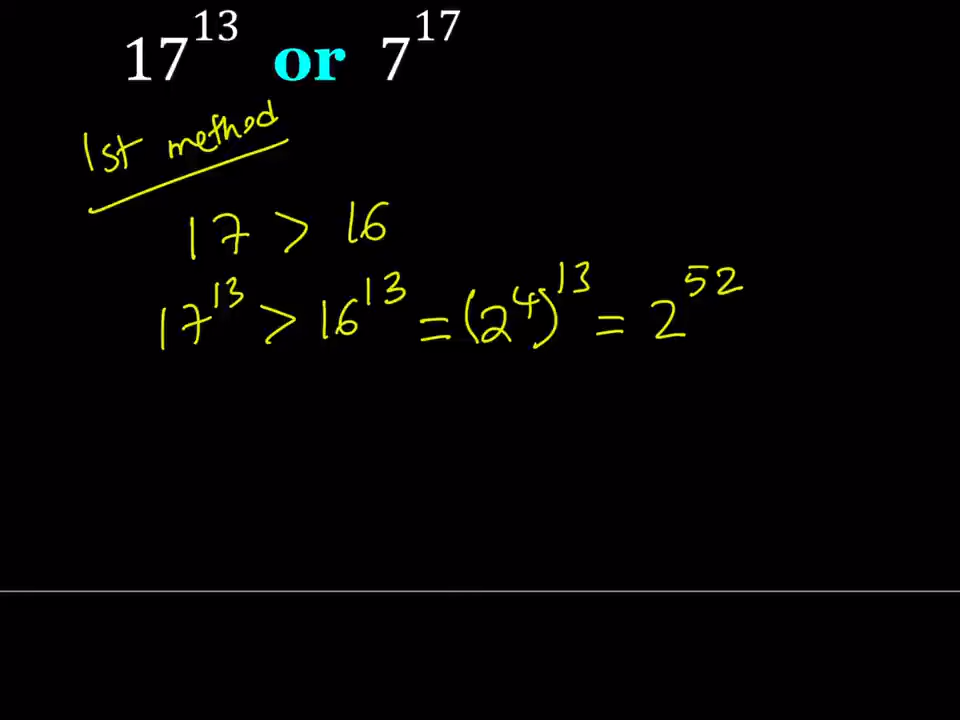 17^13 or 7^17
1st method
17 > 16
17^13 > 16^13 = (2^4)^13 = 2^52